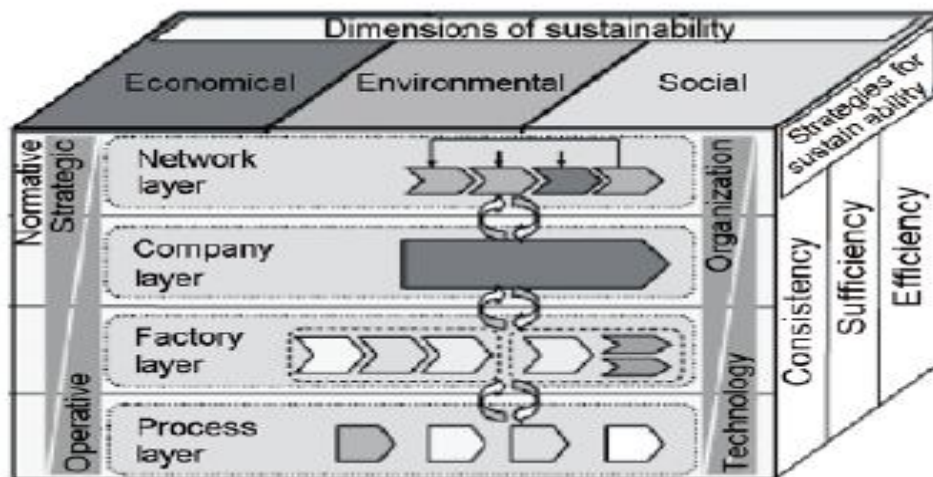 Dimensions of sustainability
Economical
Environmental
Social
Strategies for
sustain ability
Normative
Strategic
Operative
Network
layer
Company
layer
Factory
layer
Process
layer
Organization
Technology
Consistency
Sufficiency
Efficiency